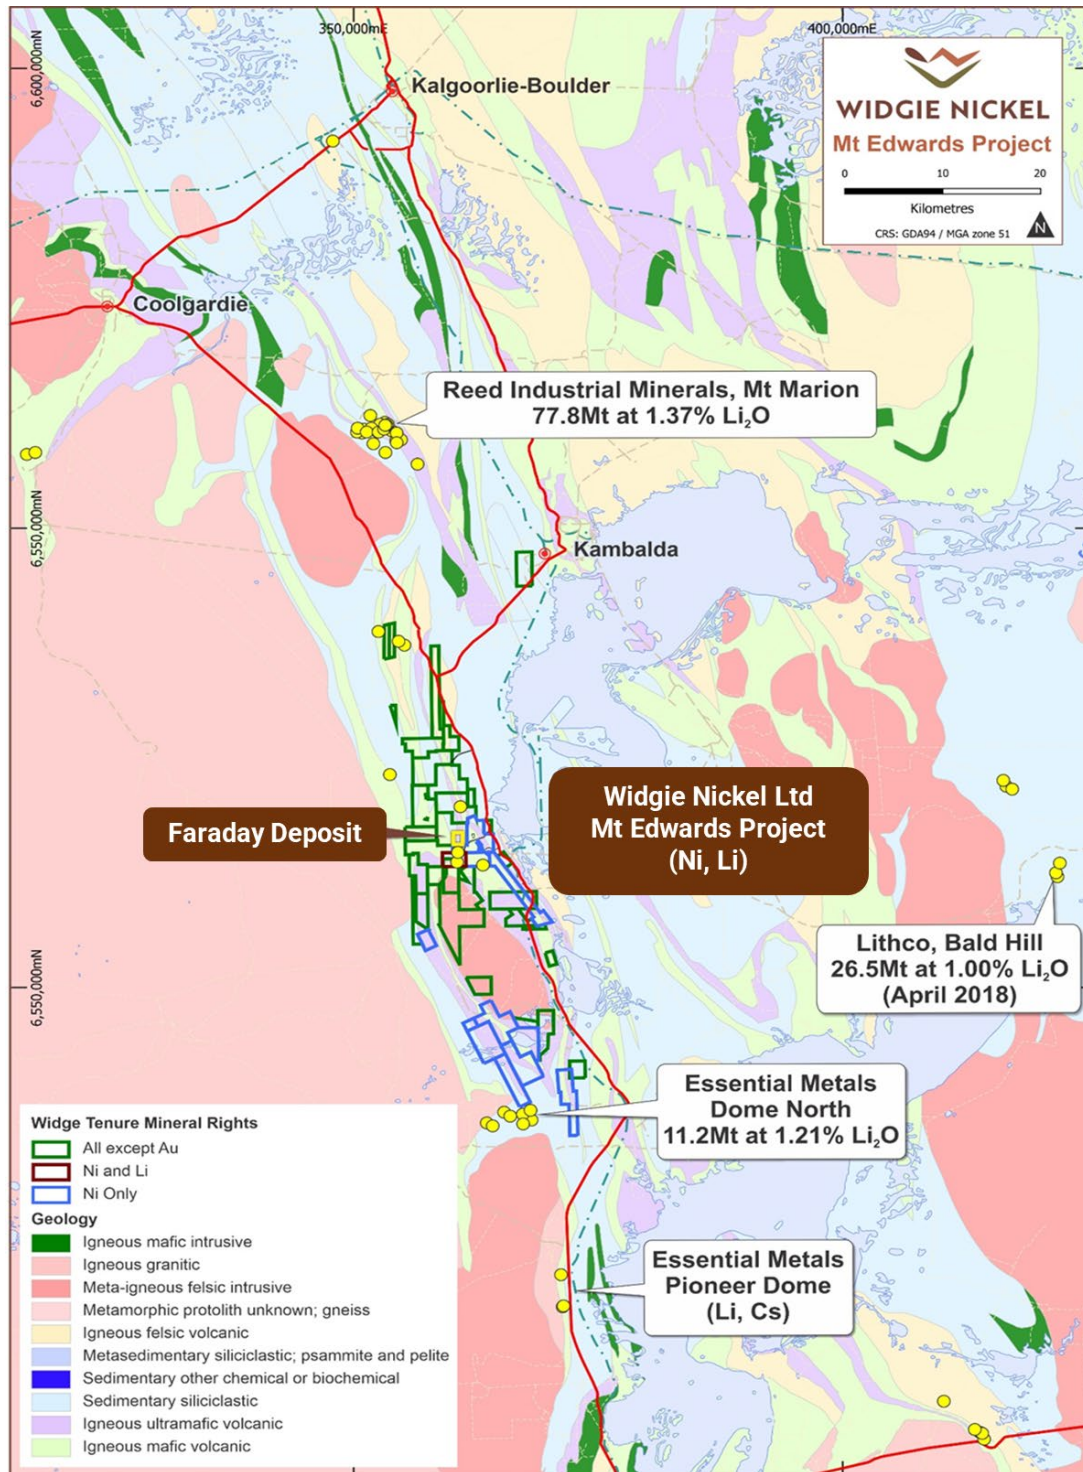 350,000mE
400,000mE
6,600,000mN
Kalgoorlie-Boulder
WIDGIE NICKEL
Mt Edwards Project
0 10 20
Kilometres
CRS: GDA94 / MGA zone 51
N
Coolgardie
Reed Industrial Minerals, Mt Marion
77.8Mt at 1.37% Li₂O
6,550,000mN
Kambalda
Widgie Nickel Ltd
Mt Edwards Project
(Ni, Li)
Faraday Deposit
Lithco, Bald Hill
26.5Mt at 1.00% Li₂O
(April 2018)
6,550,000mN
Essential Metals
Dome North
11.2Mt at 1.21% Li₂O
Essential Metals
Pioneer Dome
(Li, Cs)
Widge Tenure Mineral Rights
All except Au
Ni and Li
Ni Only
Geology
Igneous mafic intrusive
Igneous granitic
Meta-igneous felsic intrusive
Metamorphic protolith unknown; gneiss
Igneous felsic volcanic
Metasedimentary siliciclastic; psammite and pelite
Sedimentary other chemical or biochemical
Sedimentary siliciclastic
Igneous ultramafic volcanic
Igneous mafic volcanic